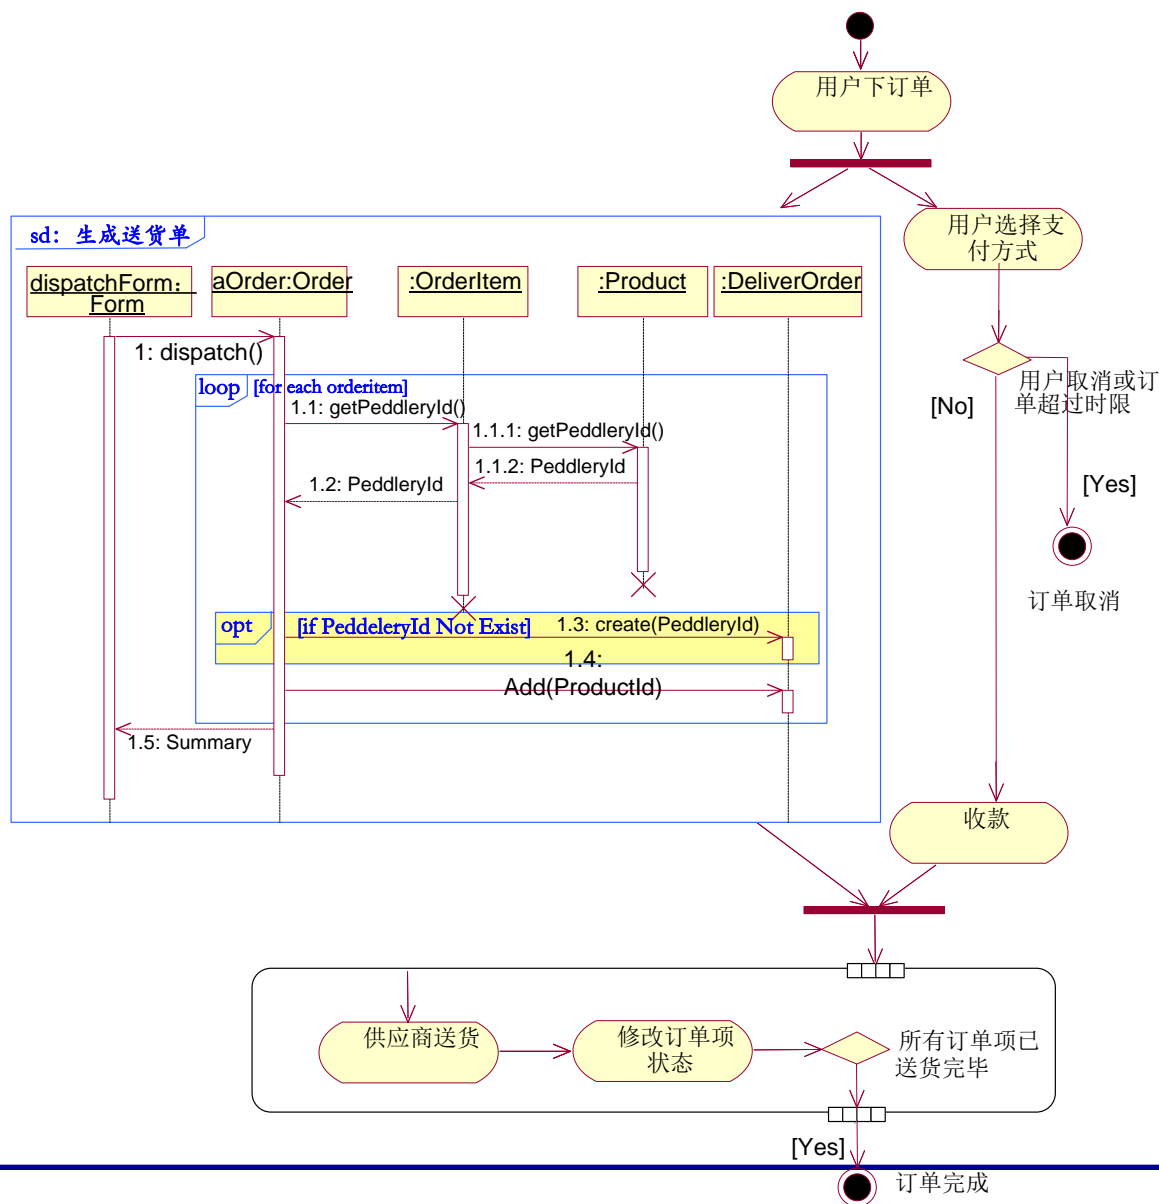 用户下订单
用户选择支
付方式
sd：生成送货单
dispatchForm：
Form
aOrder:Order
:OrderItem
:Product
:DeliverOrder
1: dispatch()
loop
[for each orderitem]
1.1: getPeddleryId()
1.1.1: getPeddleryId()
1.1.2: PeddleryId
1.2: PeddleryId
opt
[if PeddeleryId Not Exist]
1.3: create(PeddleryId)
1.4:
Add(ProductId)
1.5: Summary
用户取消或订
单超过时限
[No]
[Yes]
订单取消
收款
供应商送货
修改订单项
状态
所有订单项已
送货完毕
[Yes]
订单完成